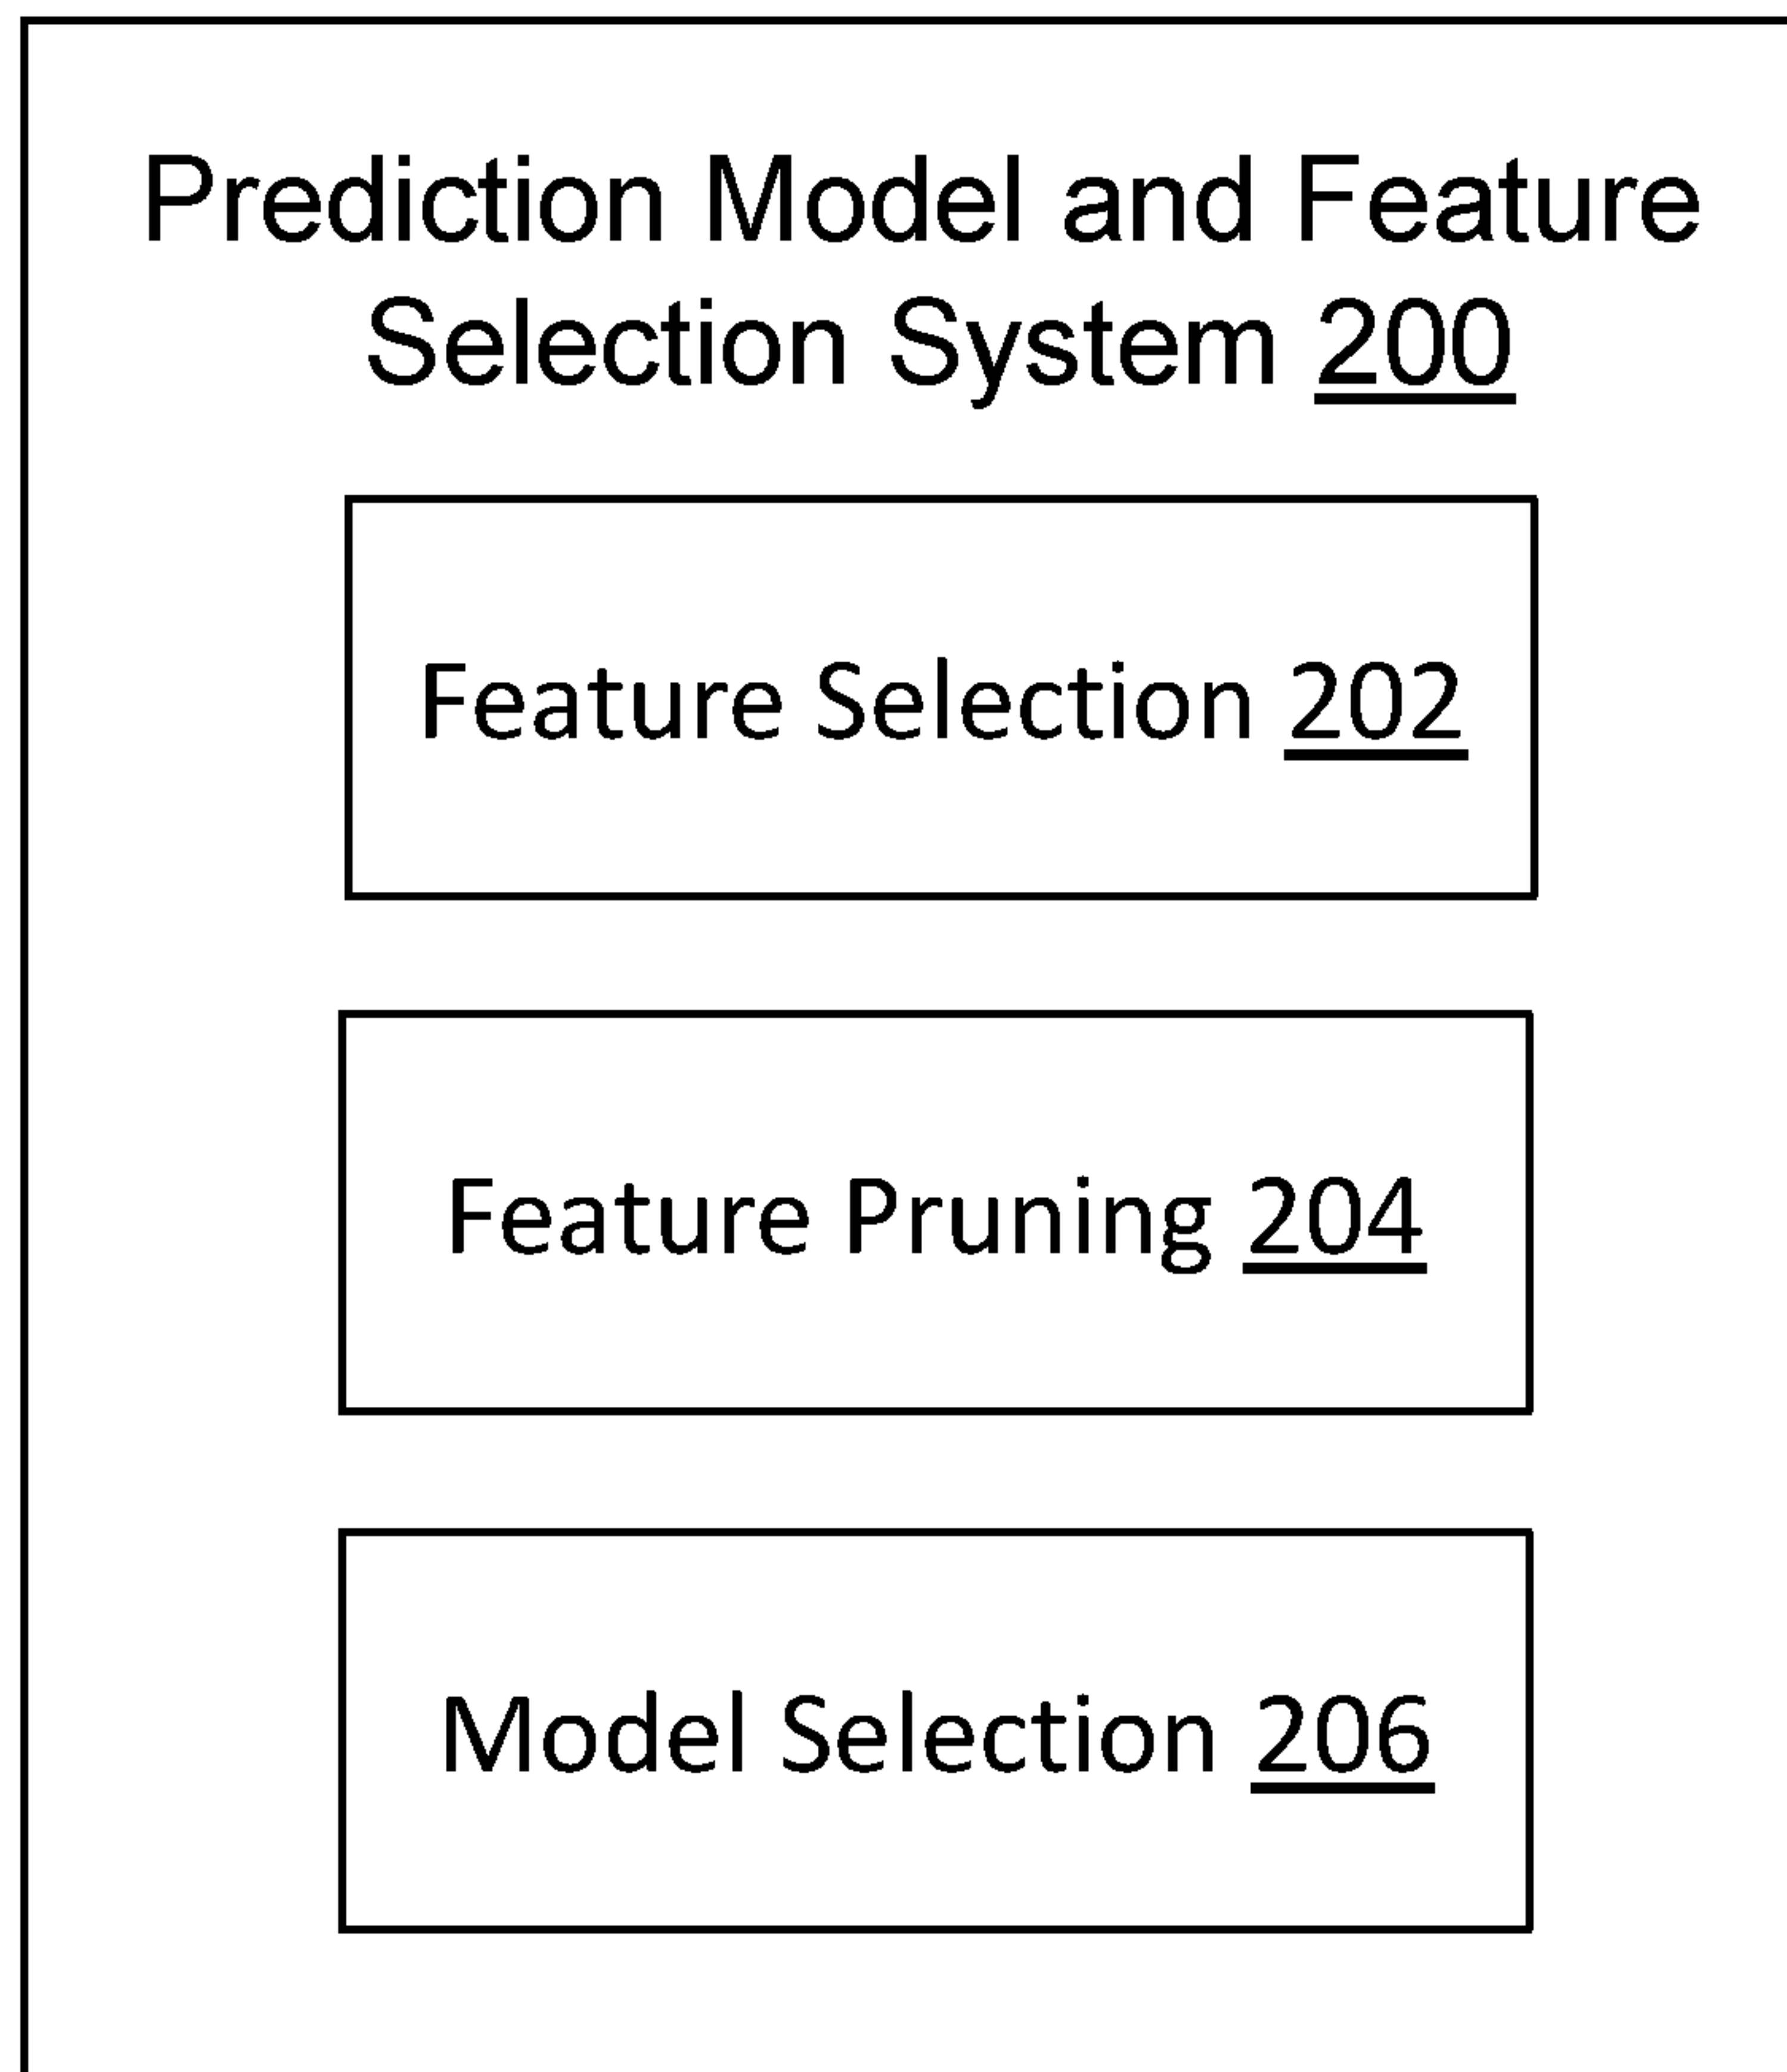 Prediction Model and Feature
Selection System 200
Feature Selection 202
Feature Pruning 204
Model Selection 206